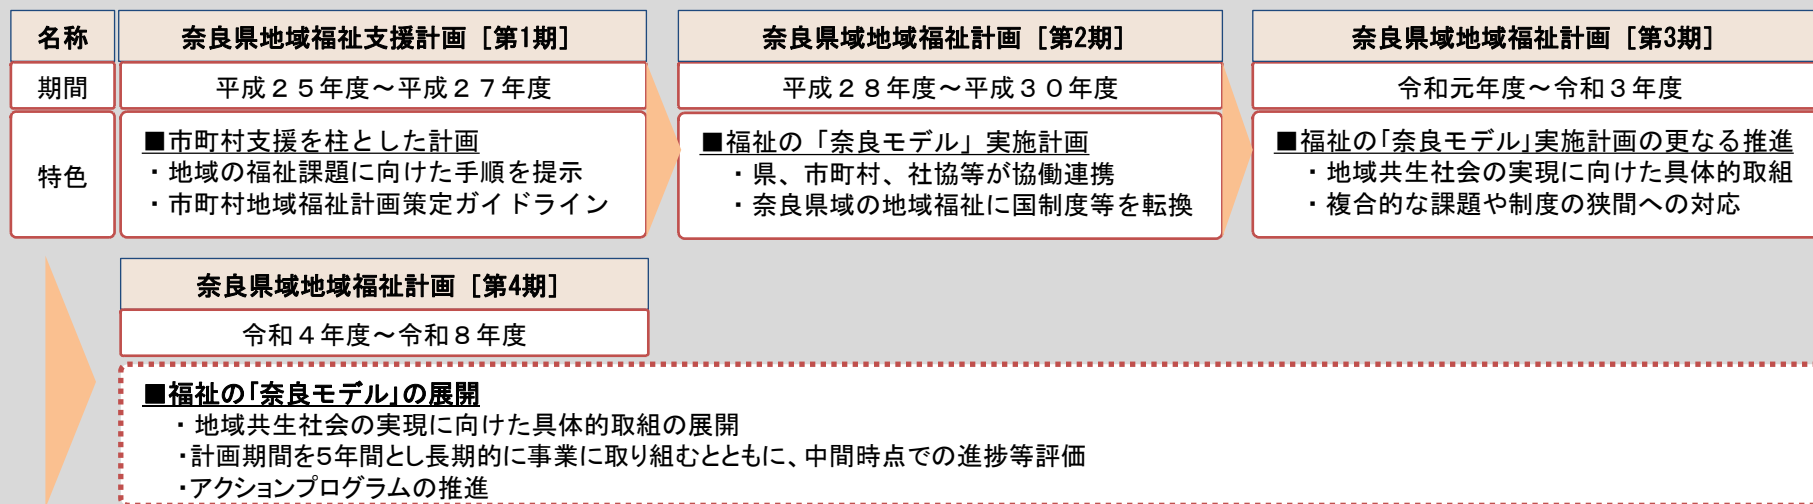 名称 奈良県地域福祉支援計画［第1期］ 奈良県域地域福祉計画［第2期］ 奈良県域地域福祉計画［第3期］
期間 平成２５年度～平成２７年度 平成２８年度～平成３０年度 令和元年度～令和３年度
特色
■市町村支援を柱とした計画
・地域の福祉課題に向けた手順を提示
・市町村地域福祉計画策定ガイドライン
■福祉の「奈良モデル」実施計画
・県、市町村、社協等が協働連携
・奈良県域の地域福祉に国制度等を転換
■福祉の「奈良モデル」実施計画の更なる推進
・地域共生社会の実現に向けた具体的取組
・複合的な課題や制度の狭間への対応
奈良県域地域福祉計画［第4期］
令和４年度～令和８年度
■福祉の「奈良モデル」の展開
・地域共生社会の実現に向けた具体的取組の展開
・計画期間を5年間とし長期的に事業に取り組むとともに、中間時点での進捗等評価
・アクションプログラムの推進